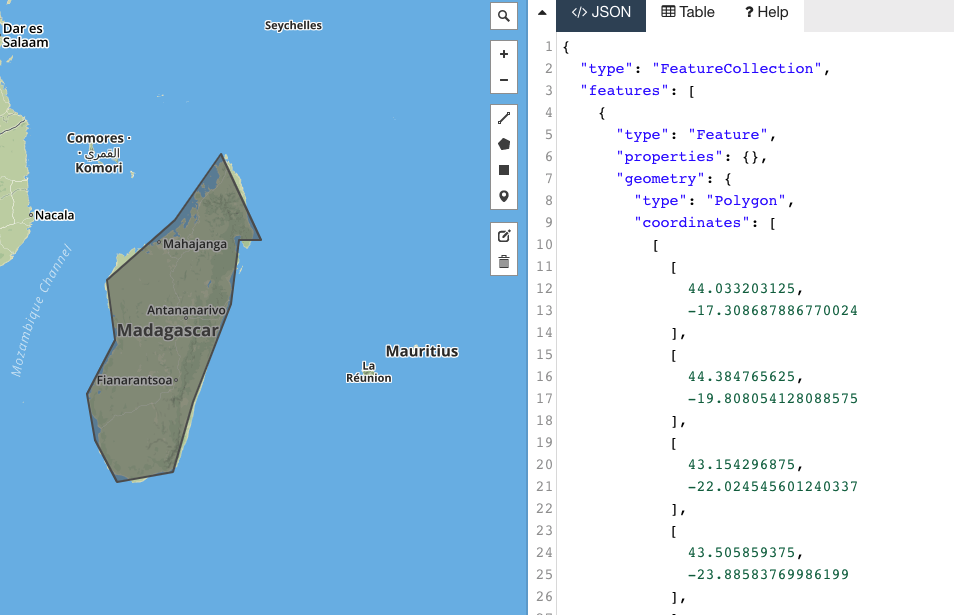 Dar es
Salaam
Seychelles
Comores
القمري
Komori
Nacala
Mahajanga
Mozambique Channel
Antananarivo
Madagascar
Fianarantsoa
Mauritius
La
Réunion
+
−
</> JSON
Table
? Help
1 {
2 "type": "FeatureCollection",
3 "features": [
4 {
5 "type": "Feature",
6 "properties": {},
7 "geometry": {
8 "type": "Polygon",
9 "coordinates": [
10 [
11 [
12 44.033203125,
13 -17.308687886770024
14 ],
15 [
16 44.384765625,
17 -19.808054128088575
18 ],
19 [
20 43.154296875,
21 -22.024545601240337
22 ],
23 [
24 43.505859375,
25 -23.88583769986199
26 ],